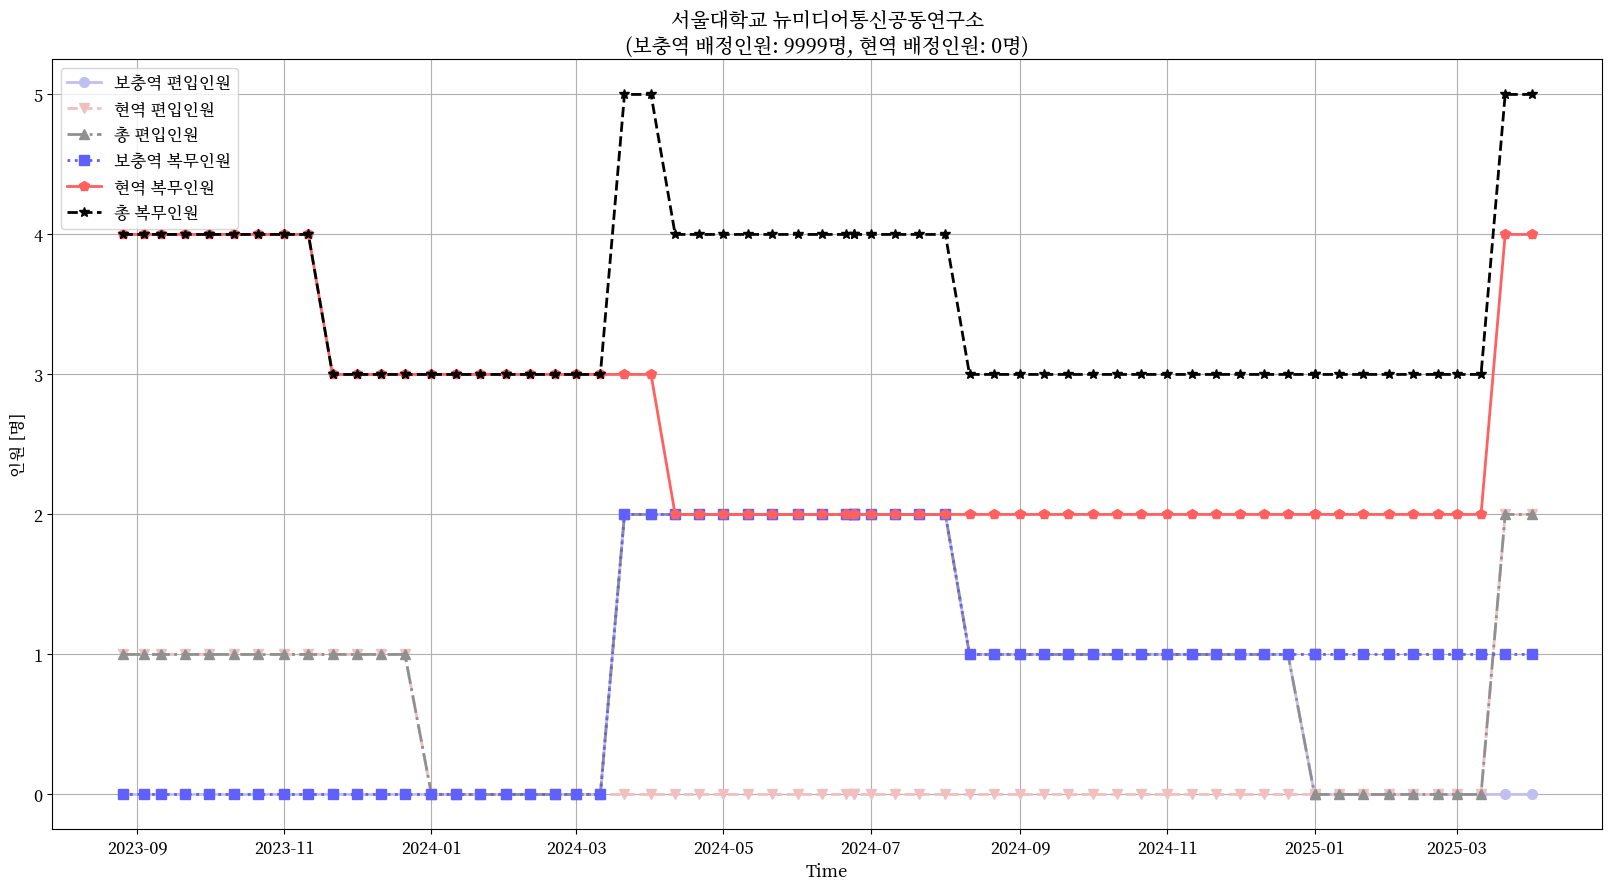 서울대학교 뉴미디어통신공동연구소
(보충역 배정인원: 9999명, 현역 배정인원: 0명)
보충역 편입인원
현역 편입인원
총 편입인원
보충역 복무인원
현역 복무인원
총 복무인원
인원 [명]
5
4
3
2
1
0
2023-09
2023-11
2024-01
2024-03
2024-05
2024-07
2024-09
2024-11
2025-01
2025-03
Time